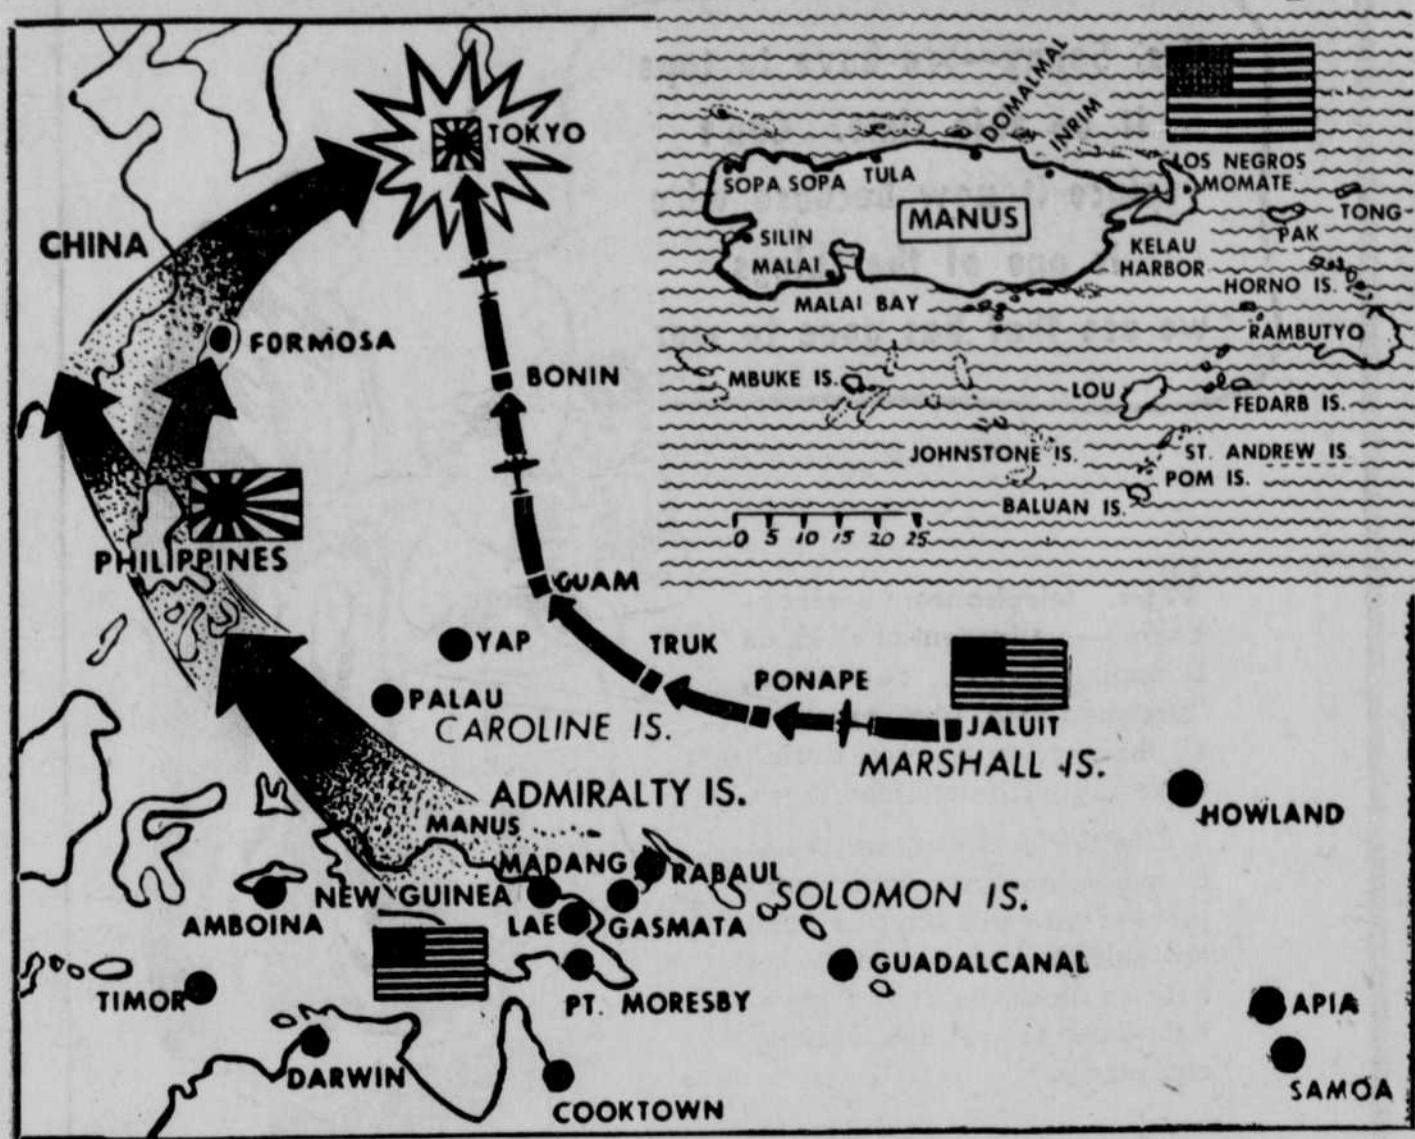 TOKYO
CHINA
FORMOSA
BONIN
PHILIPPINES
GUAM
YAP
TRUK
PALAU
PONAPE
CAROLINE IS.
JALUIT
MARSHALL IS.
ADMIRALTY IS.
HOWLAND
MANUS
MADANG
RABAUL
NEW GUINEA
SOLOMON IS.
AMBOINA
LAE
GASMATA
GUADALCANAL
TIMOR
PT. MORESBY
APIA
DARWIN
SAMOA
COOKTOWN
DOMALMAL
INRIM
LOS NEGROS
MOMATE
SOPA SOPA
TULA
TONG
MANUS
PAK
SILIN
KELAU
HARBOR
MALAI
HORNO IS.
MALAI BAY
RAMBUTYO
MBUKE IS.
LOU
FEDARB IS.
JOHNSTONE IS.
ST. ANDREW IS
POM IS.
BALUAN IS.
0 5 10 15 20 25